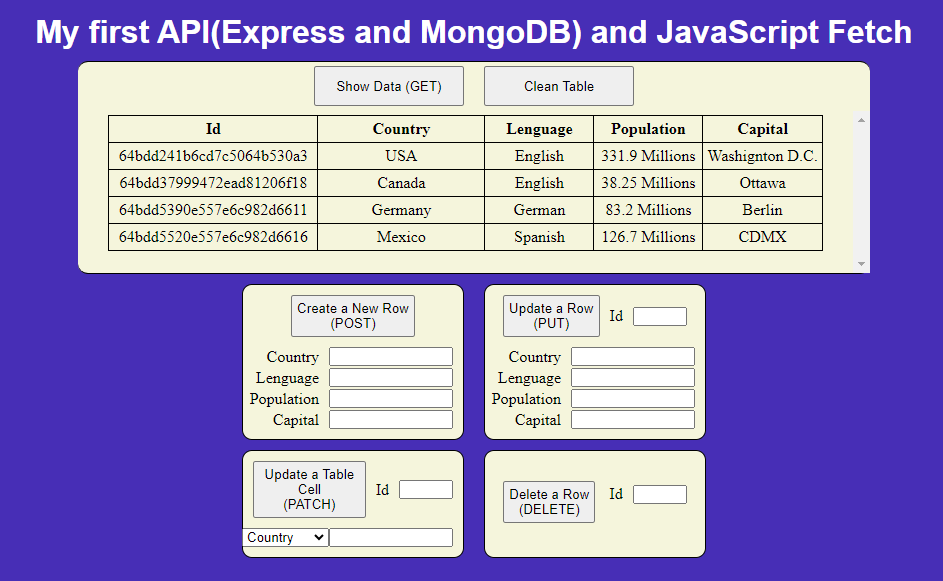 My first API(Express and MongoDB) and JavaScript Fetch
Show Data (GET) Clean Table
Id Country Lenguage Population Capital
64bdd241b6cd7c5064b530a3 USA English 331.9 Millions Washignton D.C.
64bdd37999472ead81206f18 Canada English 38.25 Millions Ottawa
64bdd5390e557e6c982d6611 Germany German 83.2 Millions Berlin
64bdd5520e557e6c982d6616 Mexico Spanish 126.7 Millions CDMX
Create a New Row
(POST)
Country
Lenguage
Population
Capital
Update a Row
(PUT)
Id
Country
Lenguage
Population
Capital
Update a Table
Cell
(PATCH)
Id
Country
Delete a Row
(DELETE)
Id